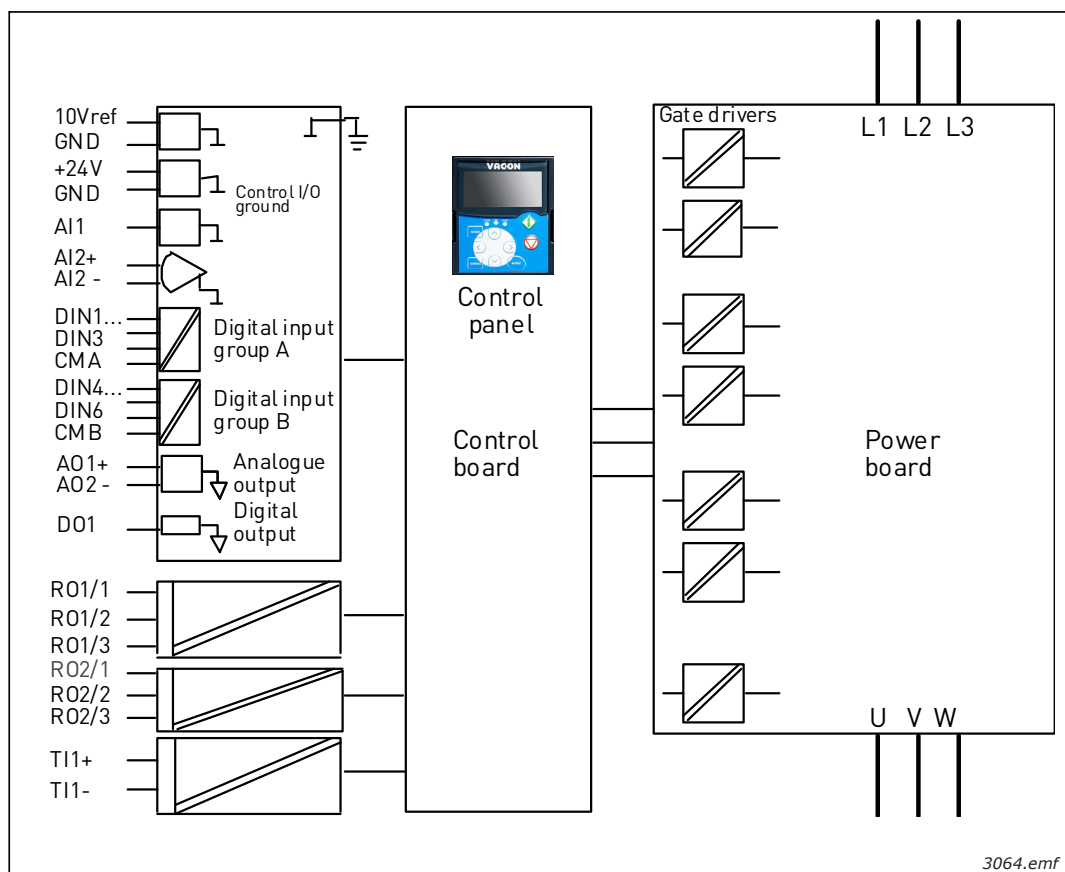 10Vref
GND
+24V
GND
AI1
AI2+
AI2 -
DIN1...
DIN3
CMA
DIN4...
DIN6
CMB
AO1+
AO2 -
DO1
RO1/1
RO1/2
RO1/3
RO2/1
RO2/2
RO2/3
TI1+
TI1-
Control I/O
ground
Digital input
group A
Digital input
group B
Analogue
output
Digital
output
VACON
Control
panel
Control
board
Gate drivers
L1 L2 L3
Power
board
U V W
3064.emf